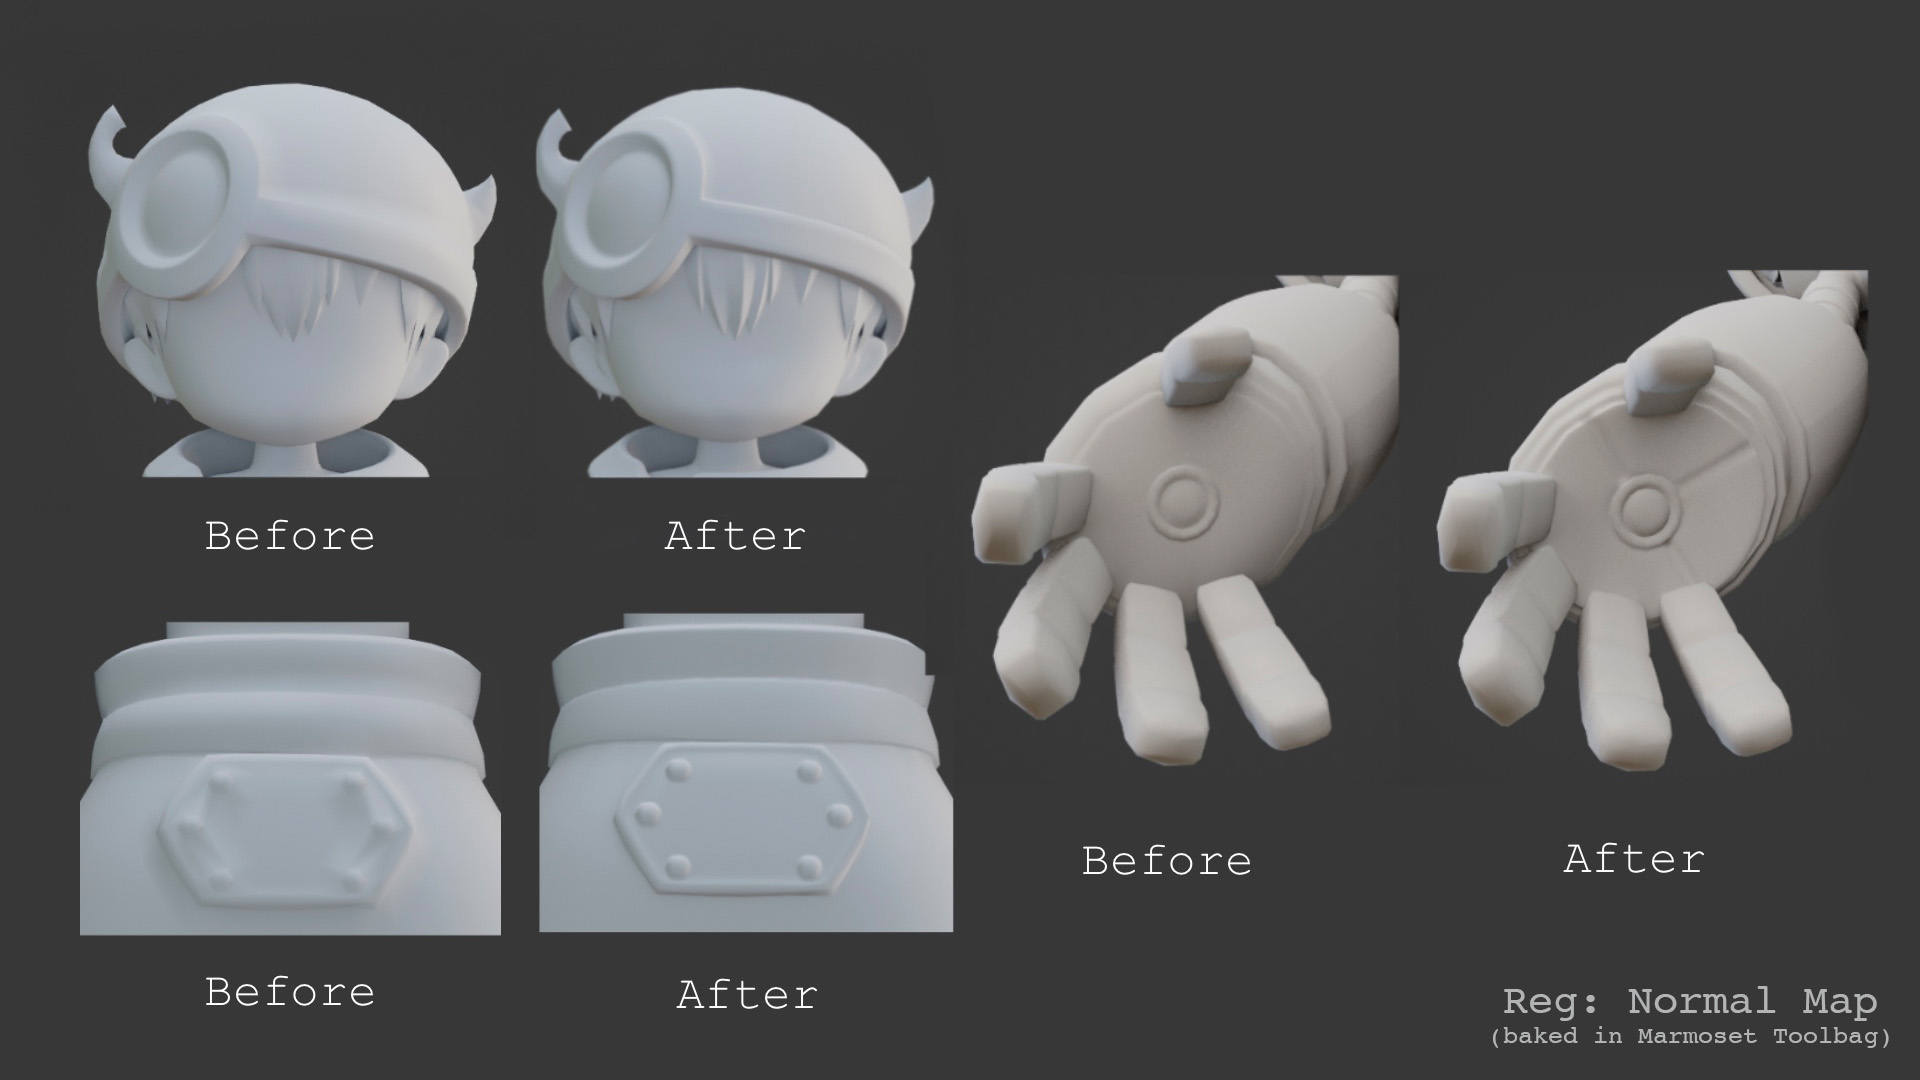 Before
After
Before
After
Before
After
Reg: Normal Map
(baked in Marmoset Toolbag)